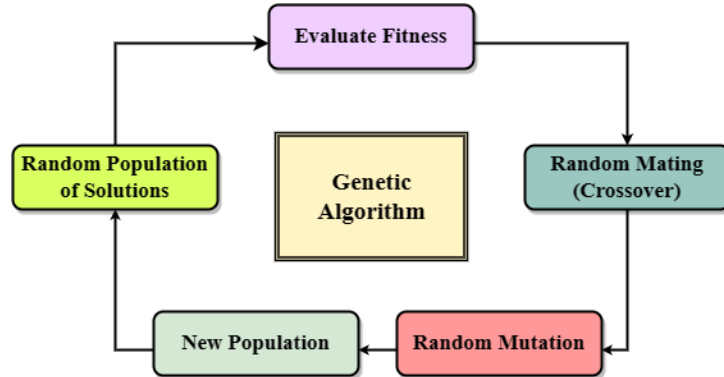 Evaluate Fitness
Random Population
of Solutions
Genetic
Algorithm
Random Mating
(Crossover)
New Population
Random Mutation